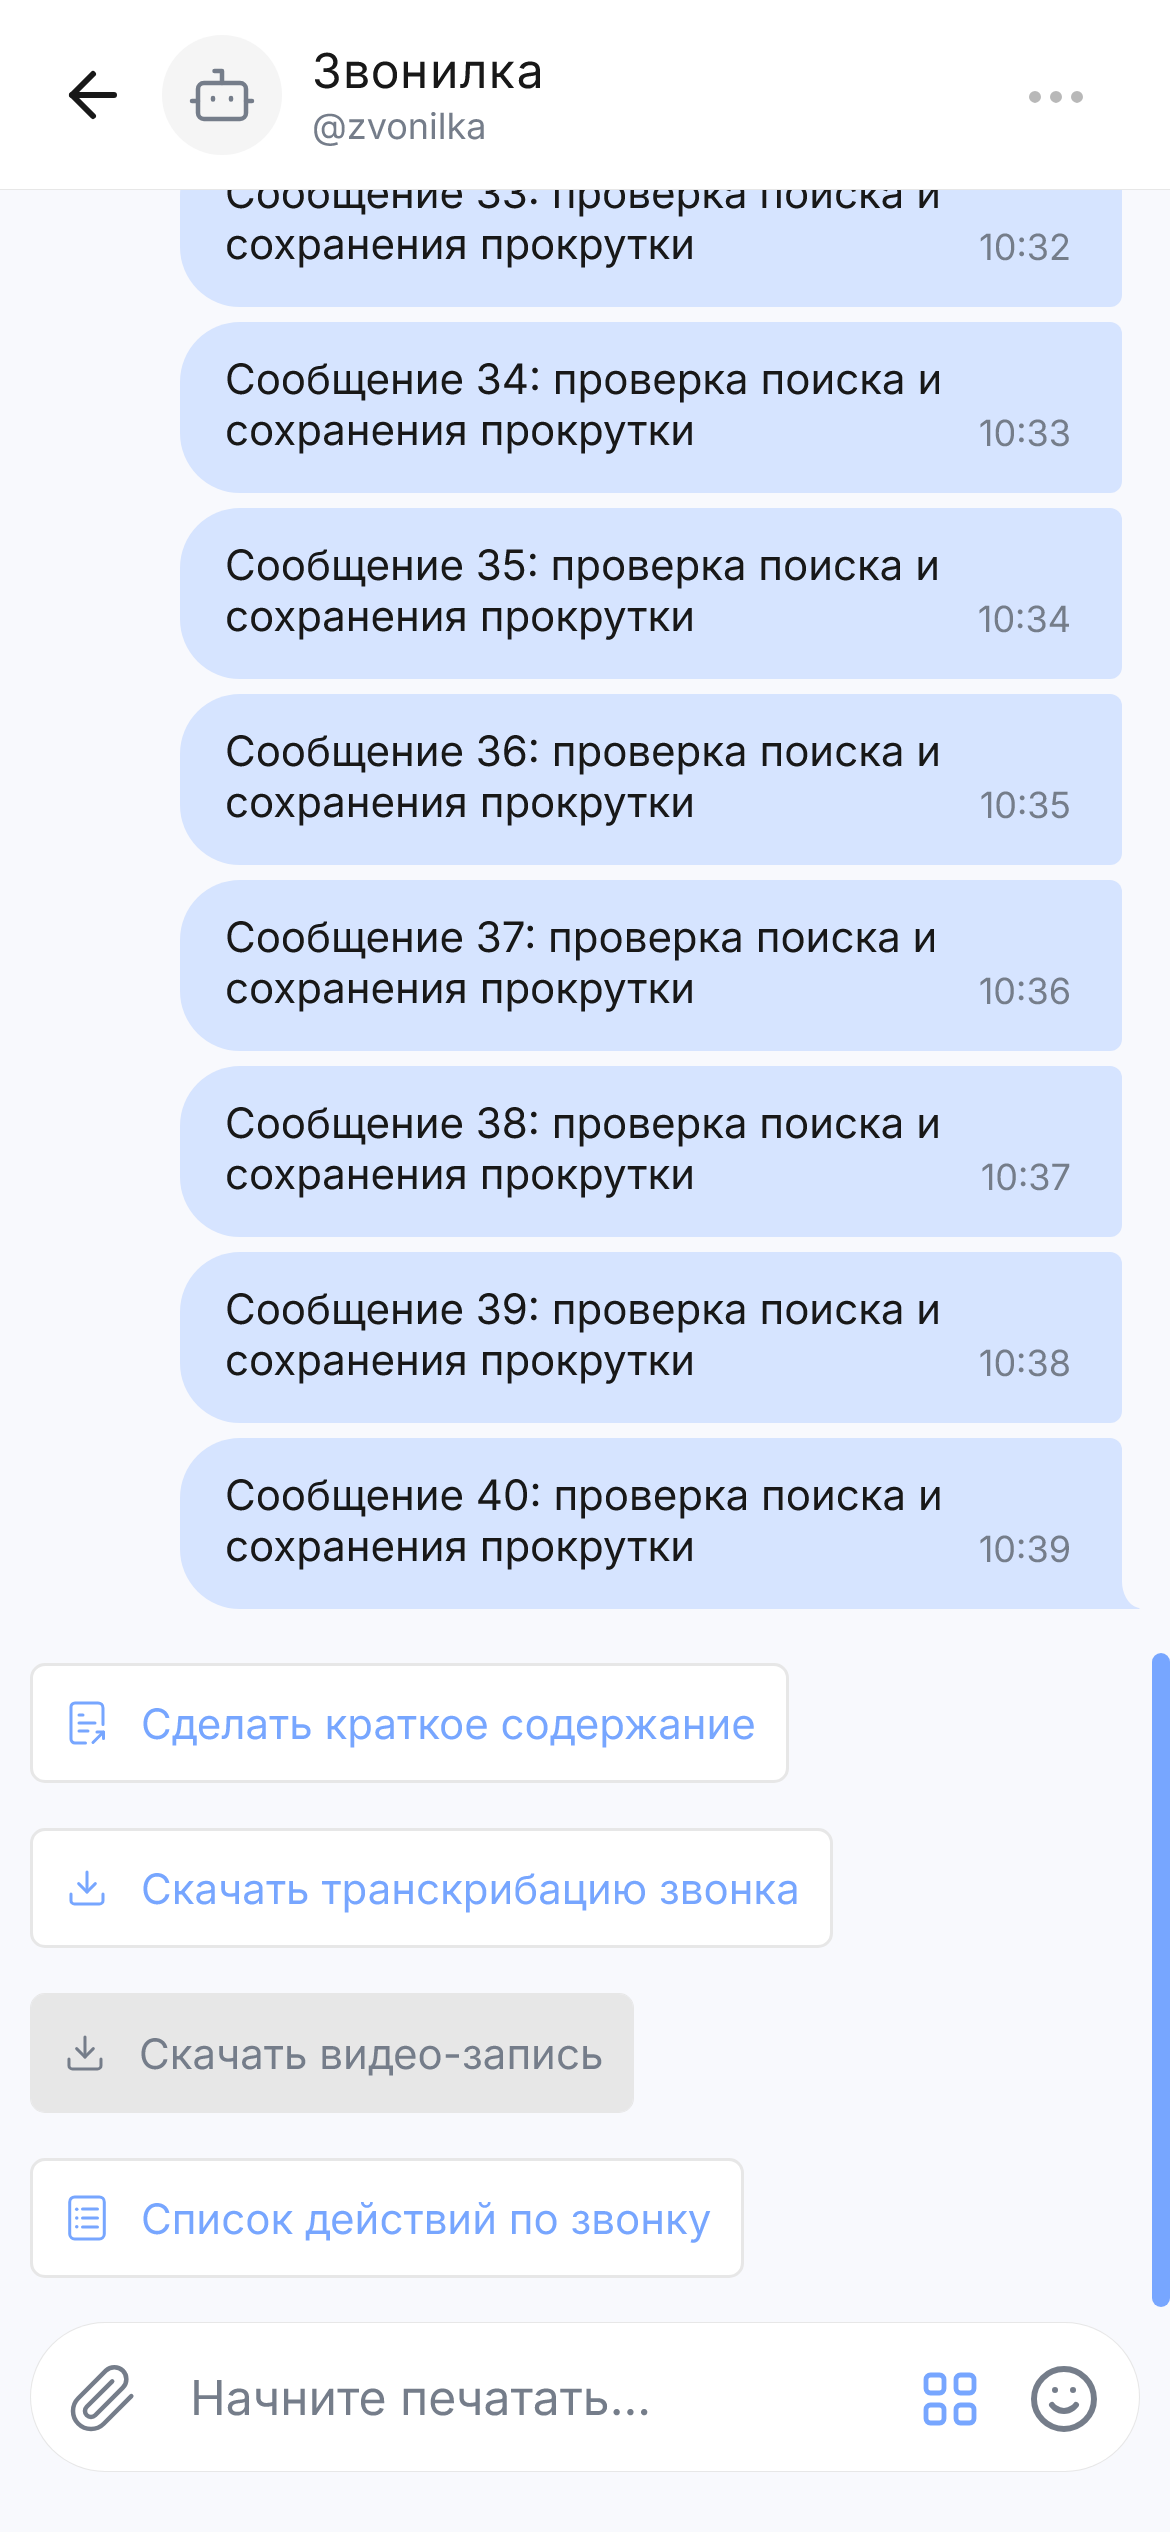 Звонилка
@zvonilka
Сообщение 33: проверка поиска и
сохранения прокрутки 10:32
Сообщение 34: проверка поиска и
сохранения прокрутки 10:33
Сообщение 35: проверка поиска и
сохранения прокрутки 10:34
Сообщение 36: проверка поиска и
сохранения прокрутки 10:35
Сообщение 37: проверка поиска и
сохранения прокрутки 10:36
Сообщение 38: проверка поиска и
сохранения прокрутки 10:37
Сообщение 39: проверка поиска и
сохранения прокрутки 10:38
Сообщение 40: проверка поиска и
сохранения прокрутки 10:39
Сделать краткое содержание
Скачать транскрибацию звонка
Скачать видео-запись
Список действий по звонку
Начните печатать...